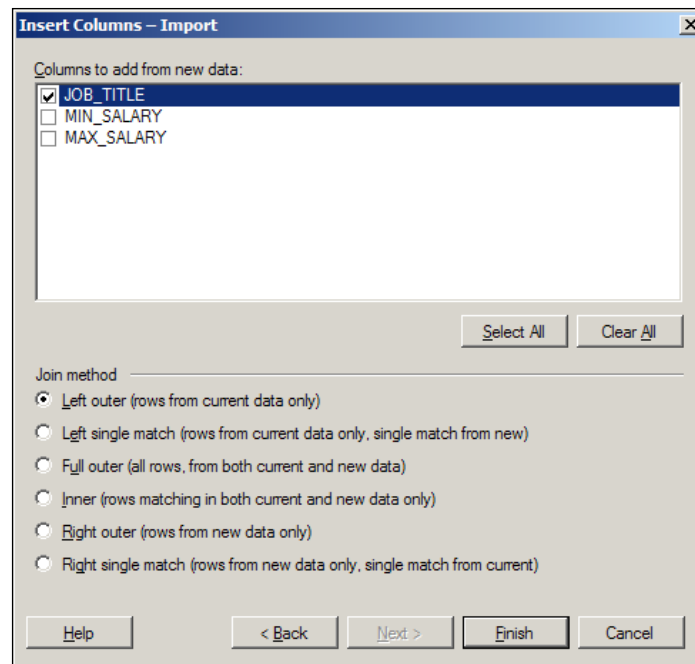 Insert Columns – Import
Columns to add from new data:
JOB_TITLE
MIN_SALARY
MAX_SALARY
Select All
Clear All
Join method
Left outer (rows from current data only)
Left single match (rows from current data only, single match from new)
Full outer (all rows, from both current and new data)
Inner (rows matching in both current and new data only)
Right outer (rows from new data only)
Right single match (rows from new data only, single match from current)
Help
< Back
Next >
Finish
Cancel